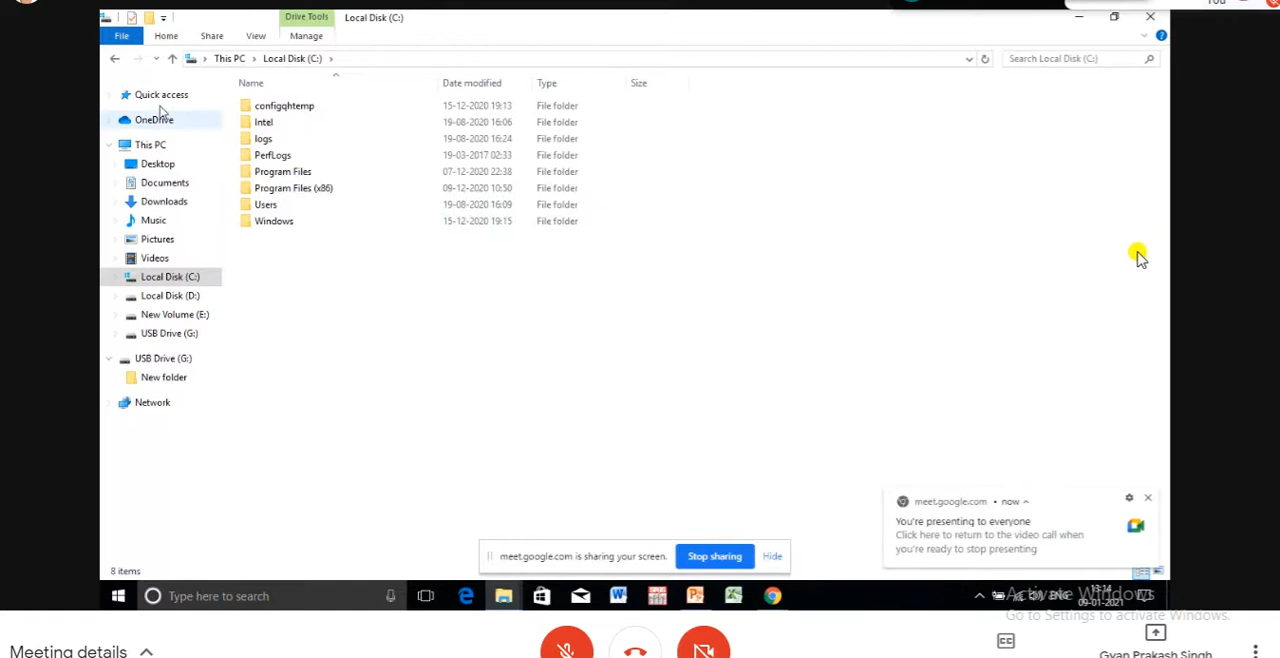 You
Drive Tools
Local Disk (C:)
File Home Share View Manage
This PC Local Disk (C:)
Search Local Disk (C:)
Name Date modified Type Size
Quick access
OneDrive
This PC
Desktop
Documents
Downloads
Music
Pictures
Videos
Local Disk (C:)
Local Disk (D:)
New Volume (E:)
USB Drive (G:)
USB Drive (G:)
New folder
Network
configqhtemp 15-12-2020 19:13 File folder
Intel 19-08-2020 16:06 File folder
logs 19-08-2020 16:24 File folder
PerfLogs 19-03-2017 02:33 File folder
Program Files 07-12-2020 22:38 File folder
Program Files (x86) 09-12-2020 10:50 File folder
Users 19-08-2020 16:09 File folder
Windows 15-12-2020 19:15 File folder
meet.google.com • now
You're presenting to everyone
Click here to return to the video call when
you're ready to stop presenting
meet.google.com is sharing your screen. Stop sharing Hide
8 items
Type here to search
ENG
13:14
09-01-2021
Activate Windows
Go to Settings to activate Windows.
Meeting details
CC
Gyan Prakash Singh